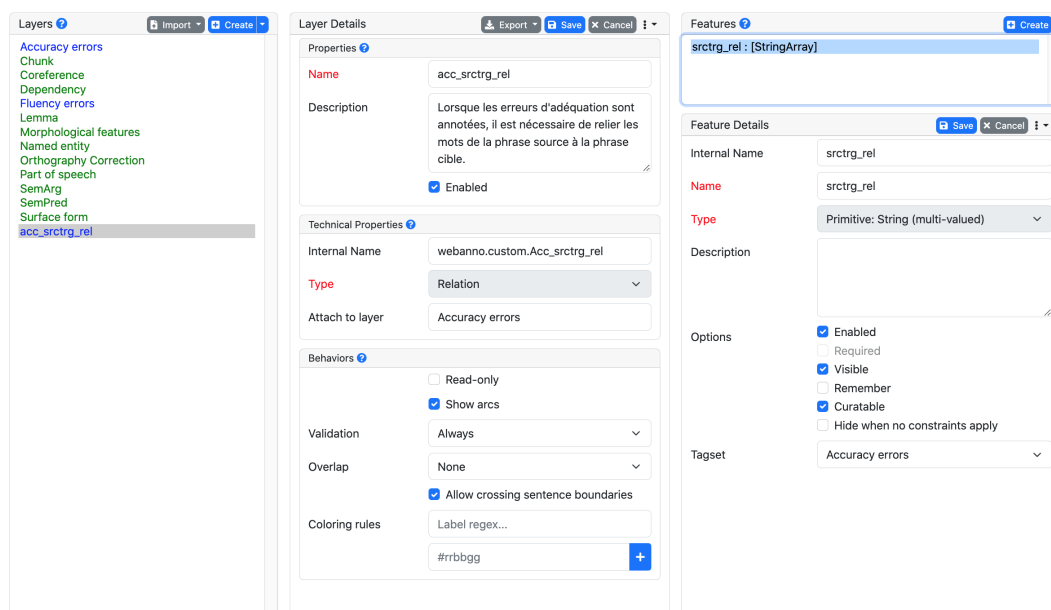 Layers
Import
Create
Accuracy errors
Chunk
Coreference
Dependency
Fluency errors
Lemma
Morphological features
Named entity
Orthography Correction
Part of speech
SemArg
SemPred
Surface form
acc_srctrg_rel
Layer Details
Export
Save
Cancel
Properties
Name
acc_srctrg_rel
Description
Lorsque les erreurs d'adéquation sont
annotées, il est nécessaire de relier les
mots de la phrase source à la phrase
cible.
Enabled
Technical Properties
Internal Name
webanno.custom.Acc_srctrg_rel
Type
Relation
Attach to layer
Accuracy errors
Behaviors
Read-only
Show arcs
Validation
Always
Overlap
None
Allow crossing sentence boundaries
Coloring rules
Label regex...
#rrbbgg
Features
Create
srctrg_rel : [StringArray]
Feature Details
Save
Cancel
Internal Name
srctrg_rel
Name
srctrg_rel
Type
Primitive: String (multi-valued)
Description
Options
Enabled
Required
Visible
Remember
Curatable
Hide when no constraints apply
Tagset
Accuracy errors